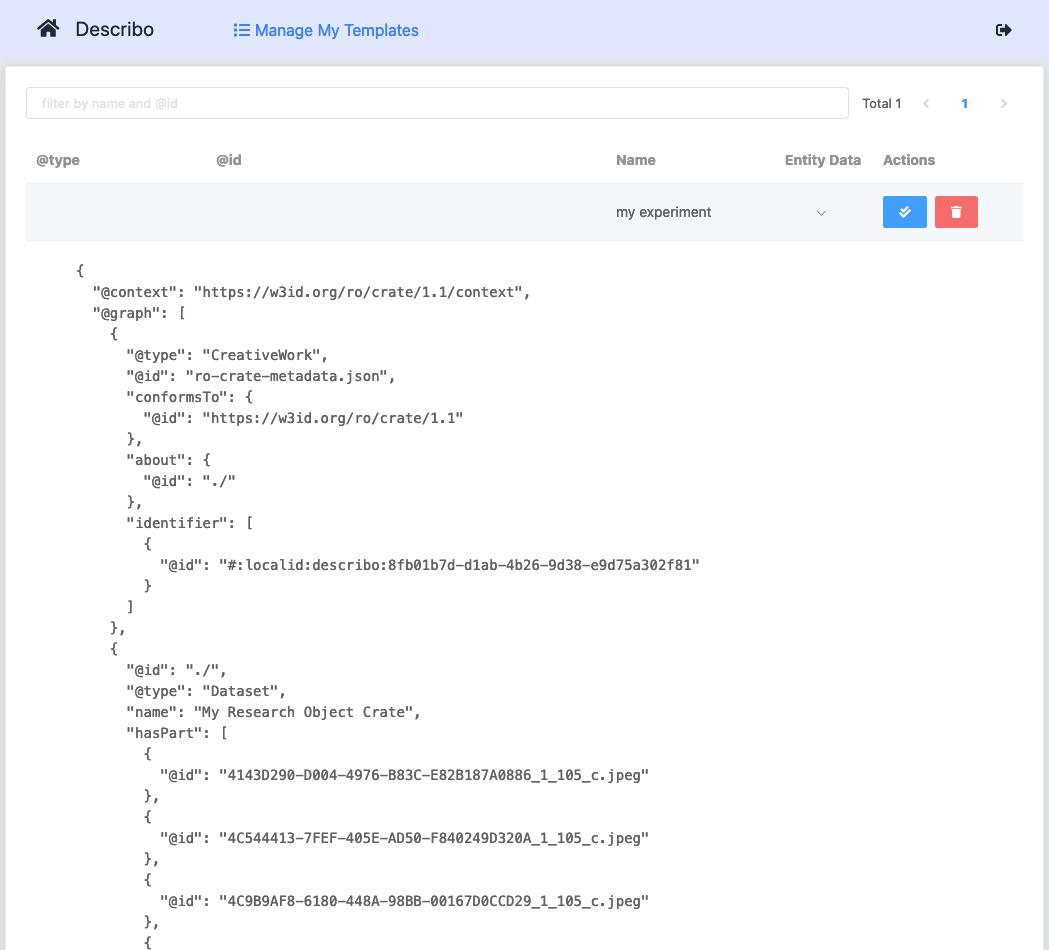 Describo
Manage My Templates
filter by name and @id
Total 1
1
@type @id Name Entity Data Actions
my experiment
{
  "@context": "https://w3id.org/ro/crate/1.1/context",
  "@graph": [
    {
      "@type": "CreativeWork",
      "@id": "ro-crate-metadata.json",
      "conformsTo": {
        "@id": "https://w3id.org/ro/crate/1.1"
      },
      "about": {
        "@id": "./"
      },
      "identifier": [
        {
          "@id": "#:localid:describo:8fb01b7d-d1ab-4b26-9d38-e9d75a302f81"
        }
      ]
    },
    {
      "@id": "./",
      "@type": "Dataset",
      "name": "My Research Object Crate",
      "hasPart": [
        {
          "@id": "4143D290-D004-4976-B83C-E82B187A0886_1_105_c.jpeg"
        },
        {
          "@id": "4C544413-7FEF-405E-AD50-F840249D320A_1_105_c.jpeg"
        },
        {
          "@id": "4C9B9AF8-6180-448A-98BB-00167D0CCD29_1_105_c.jpeg"
        },
        {